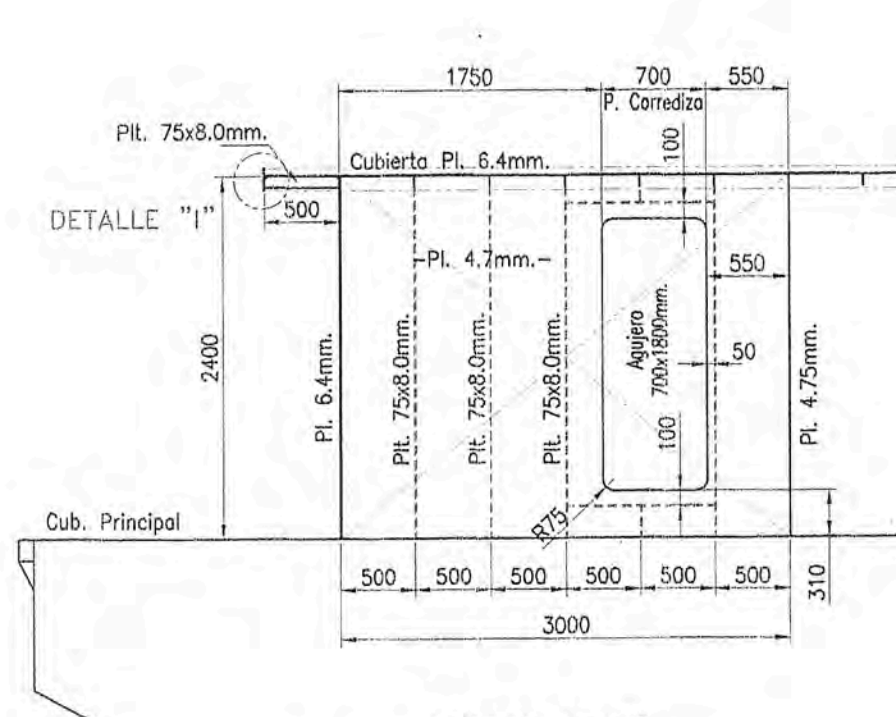 1750
700
550
P. Corrediza
Plt. 75x8.0mm.
100
Cubierta Pl. 6.4mm.
DETALLE "I"
500
-Pl. 4.7mm.-
550
2400
Pl. 6.4mm.
Plt. 75x8.0mm.
Plt. 75x8.0mm.
Plt. 75x8.0mm.
Agujero
700x1800mm.
50
Pl. 4.75mm.
100
R75
Cub. Principal
500
500
500
500
500
500
310
3000